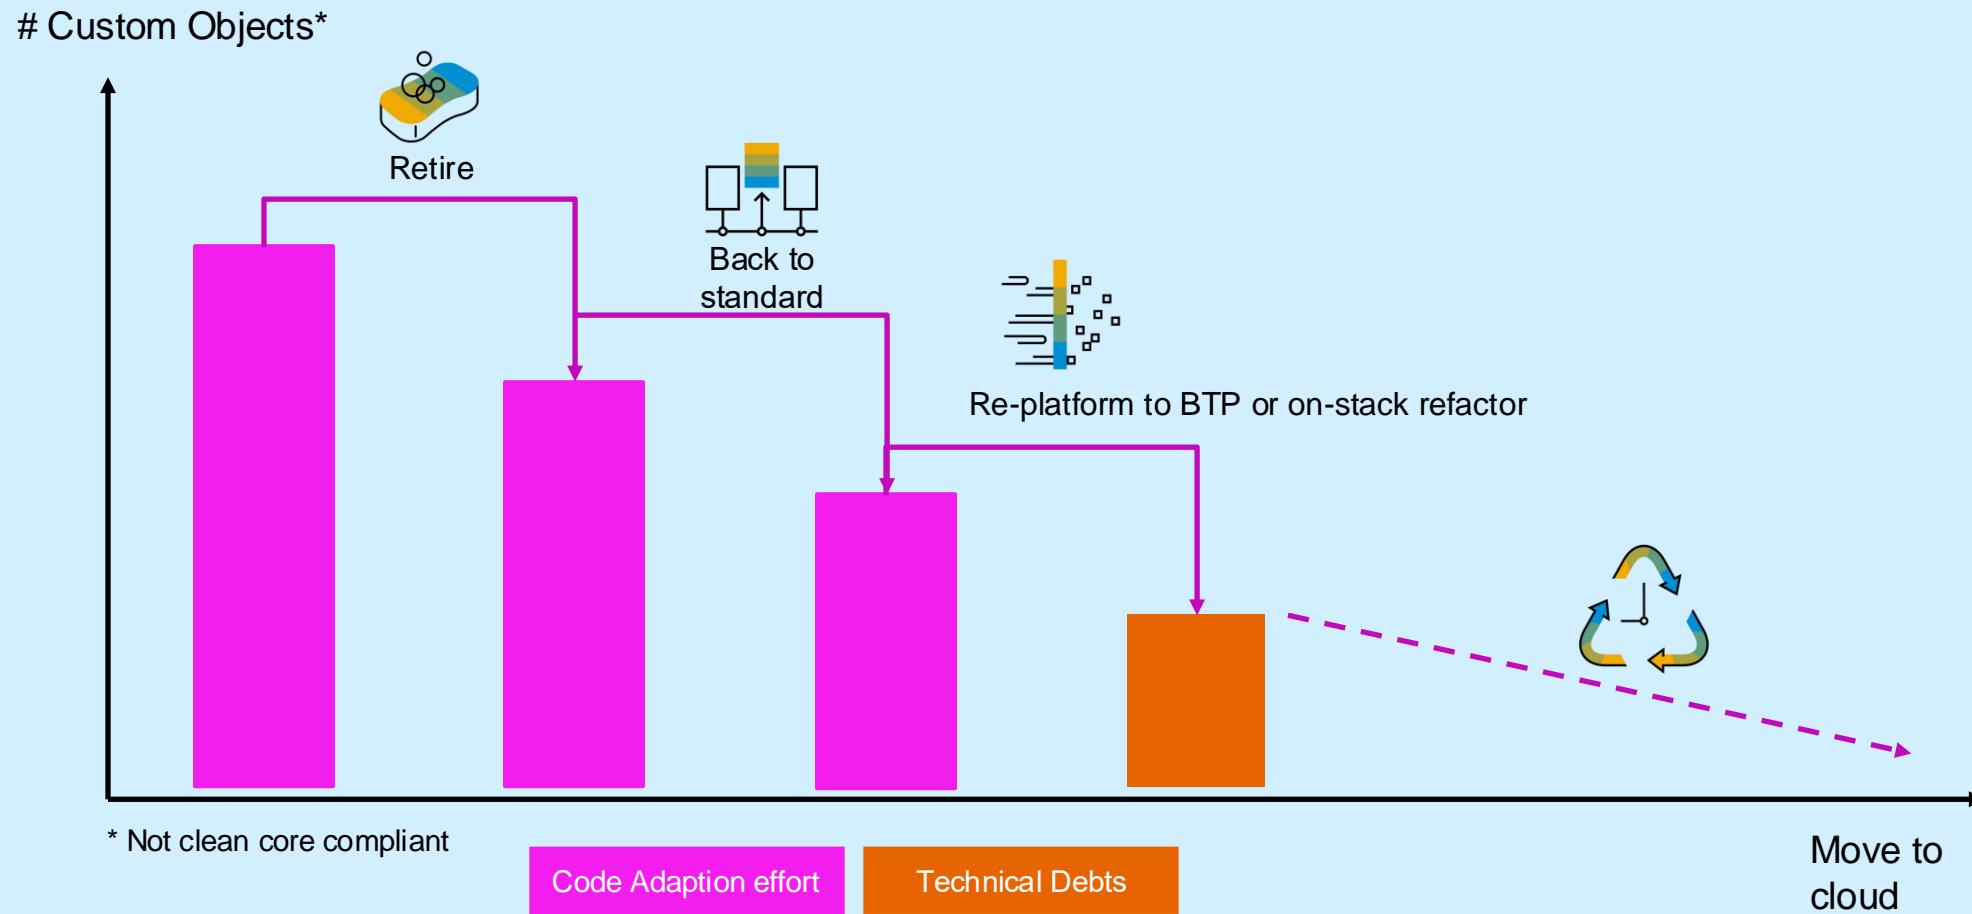 # Custom Objects*
Retire
Back to
standard
Re-platform to BTP or on-stack refactor
* Not clean core compliant
Move to
cloud
Code Adaption effort
Technical Debts